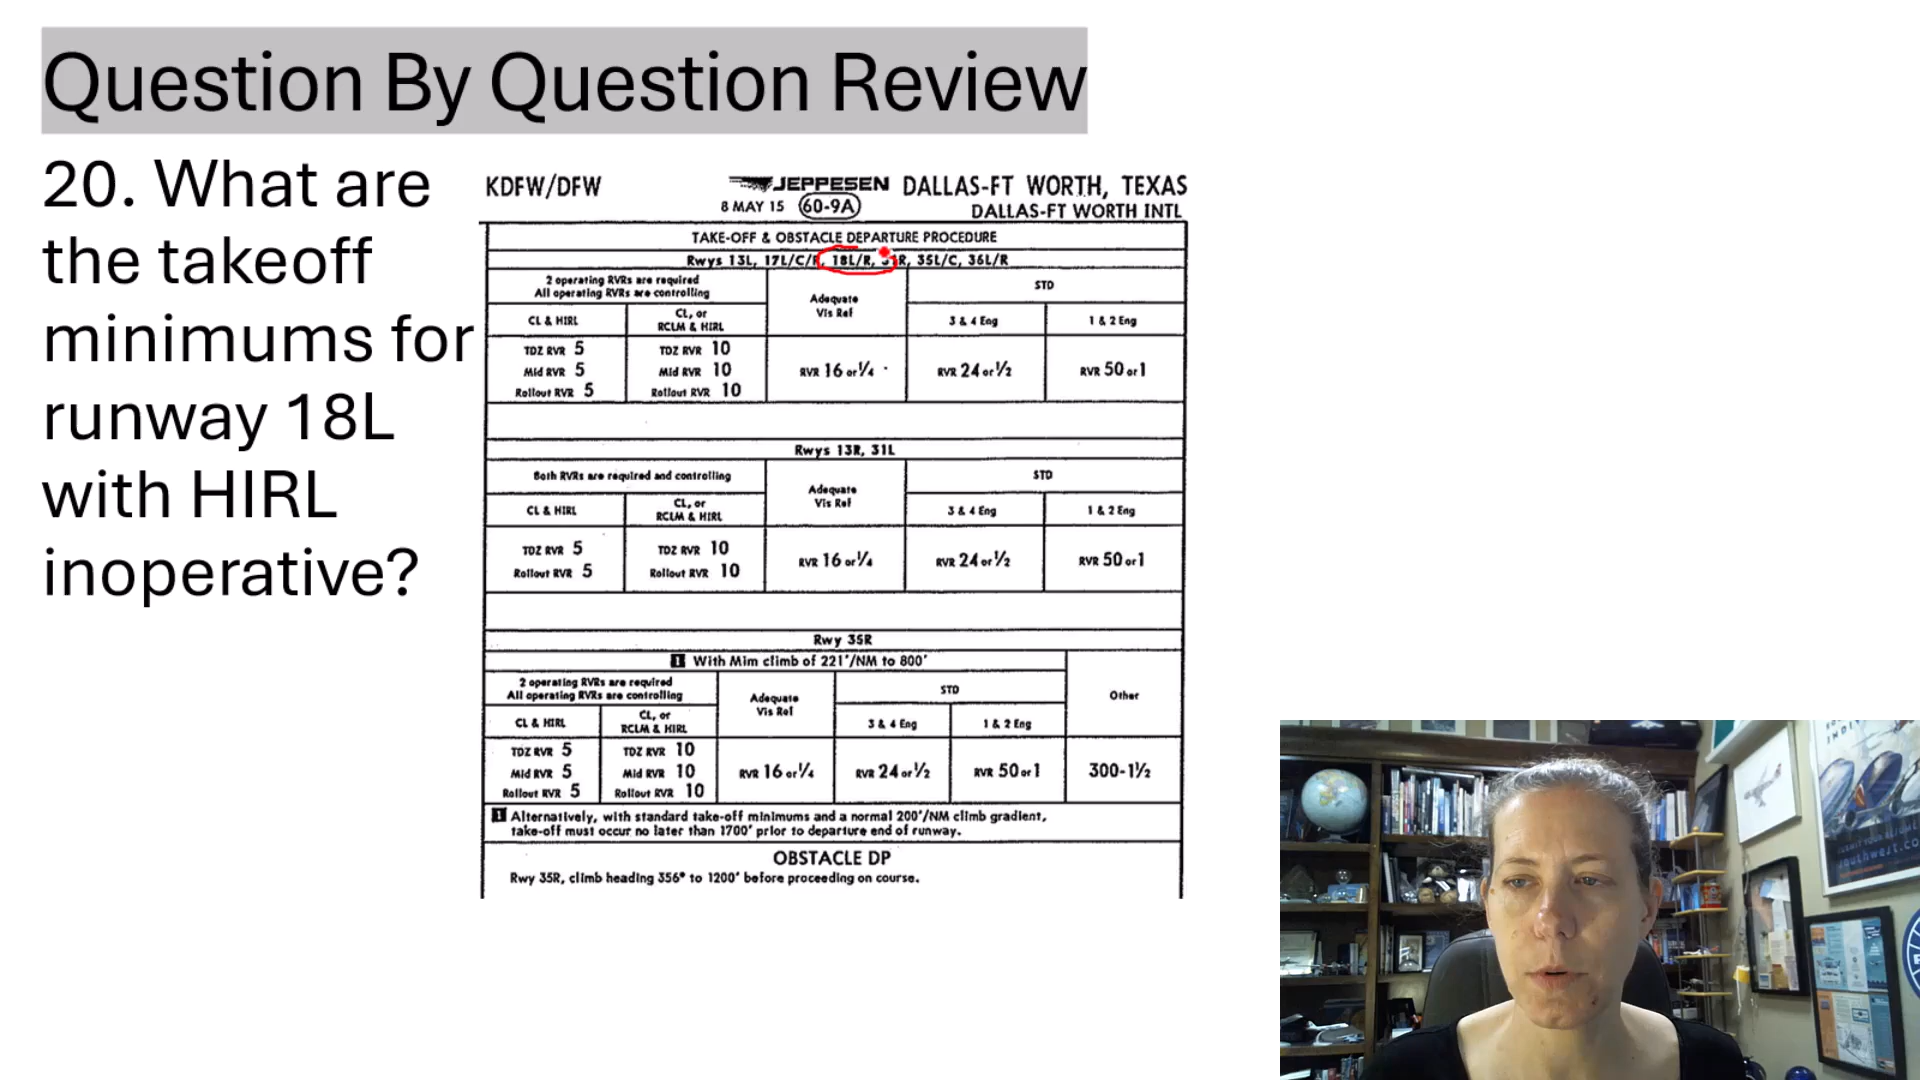 Question By Question Review
20. What are
the takeoff
minimums for
runway 18L
with HIRL
inoperative?
KDFW/DFW
JEPPESEN DALLAS-FT WORTH, TEXAS
8 MAY 15 60-9A
DALLAS-FT WORTH INTL
TAKE-OFF & OBSTACLE DEPARTURE PROCEDURE
Rwys 13L, 17L/C/R, 18L/R, 31R, 35L/C, 36L/R
2 operating RVRs are required
All operating RVRs are controlling
Adequate
Vis Ref
STD
CL & HIRL
CL, or
RCLM & HIRL
3 & 4 Eng
1 & 2 Eng
TDZ RVR 5
Mid RVR 5
Rollout RVR 5
TDZ RVR 10
Mid RVR 10
Rollout RVR 10
RVR 16 or 1/4
RVR 24 or 1/2
RVR 50 or 1
Rwys 13R, 31L
Both RVRs are required and controlling
Adequate
Vis Ref
STD
CL & HIRL
CL, or
RCLM & HIRL
3 & 4 Eng
1 & 2 Eng
TDZ RVR 5
Rollout RVR 5
TDZ RVR 10
Rollout RVR 10
RVR 16 or 1/4
RVR 24 or 1/2
RVR 50 or 1
Rwy 35R
1 With Mim climb of 221'/NM to 800'
2 operating RVRs are required
All operating RVRs are controlling
Adequate
Vis Ref
STD
Other
CL & HIRL
CL, or
RCLM & HIRL
3 & 4 Eng
1 & 2 Eng
TDZ RVR 5
Mid RVR 5
Rollout RVR 5
TDZ RVR 10
Mid RVR 10
Rollout RVR 10
RVR 16 or 1/4
RVR 24 or 1/2
RVR 50 or 1
300-1½
1 Alternatively, with standard take-off minimums and a normal 200'/NM climb gradient,
take-off must occur no later than 1700' prior to departure end of runway.
OBSTACLE DP
Rwy 35R, climb heading 356° to 1200' before proceeding on course.